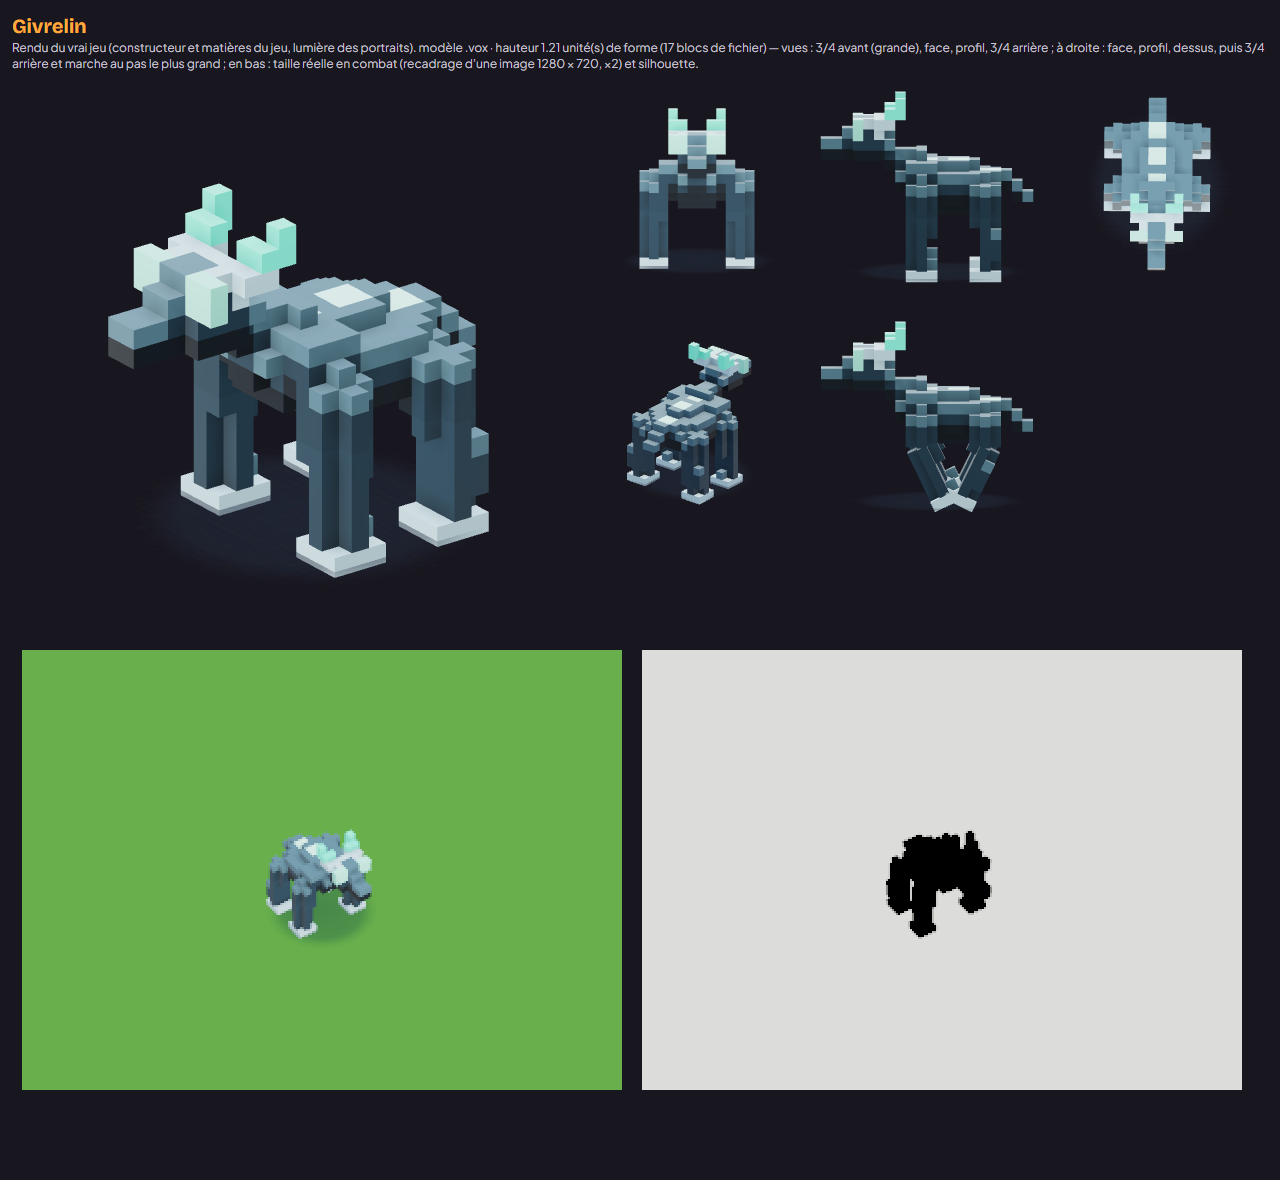 Givrelin
Rendu du vrai jeu (constructeur et matières du jeu, lumière des portraits). modèle .vox · hauteur 1.21 unité(s) de forme (17 blocs de fichier) — vues : 3/4 avant (grande), face, profil, 3/4 arrière ; à droite : face, profil, dessus, puis 3/4
arrière et marche au pas le plus grand ; en bas : taille réelle en combat (recadrage d'une image 1280 × 720, ×2) et silhouette.